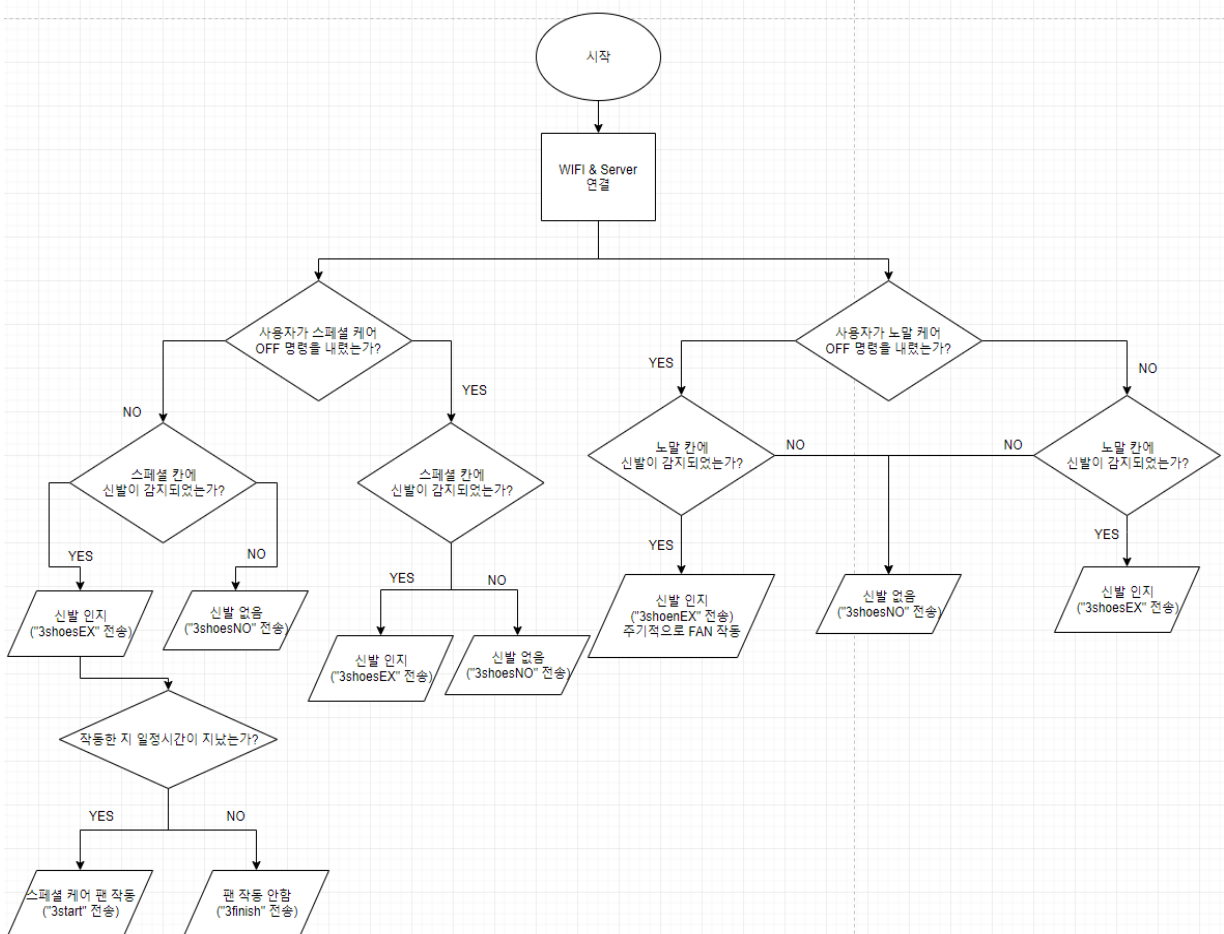 시작
WIFI & Server
연결
사용자가 스페셜 케어
OFF 명령을 내렸는가?
사용자가 노말 케어
OFF 명령을 내렸는가?
NO
YES
YES
NO
스페셜 칸에
신발이 감지되었는가?
스페셜 칸에
신발이 감지되었는가?
노말 칸에
신발이 감지되었는가?
NO
NO
노말 칸에
신발이 감지되었는가?
YES
NO
YES
NO
YES
YES
신발 인지
("3shoesEX" 전송)
신발 없음
("3shoesNO" 전송)
신발 인지
("3shoesEX" 전송)
신발 없음
("3shoesNO" 전송)
신발 인지
("3shoenEX" 전송)
주기적으로 FAN 작동
신발 없음
("3shoesNO" 전송)
신발 인지
("3shoesEX" 전송)
작동한 지 일정시간이 지났는가?
YES
NO
스페셜 케어 팬 작동
("3start" 전송)
팬 작동 안함
("3finish" 전송)